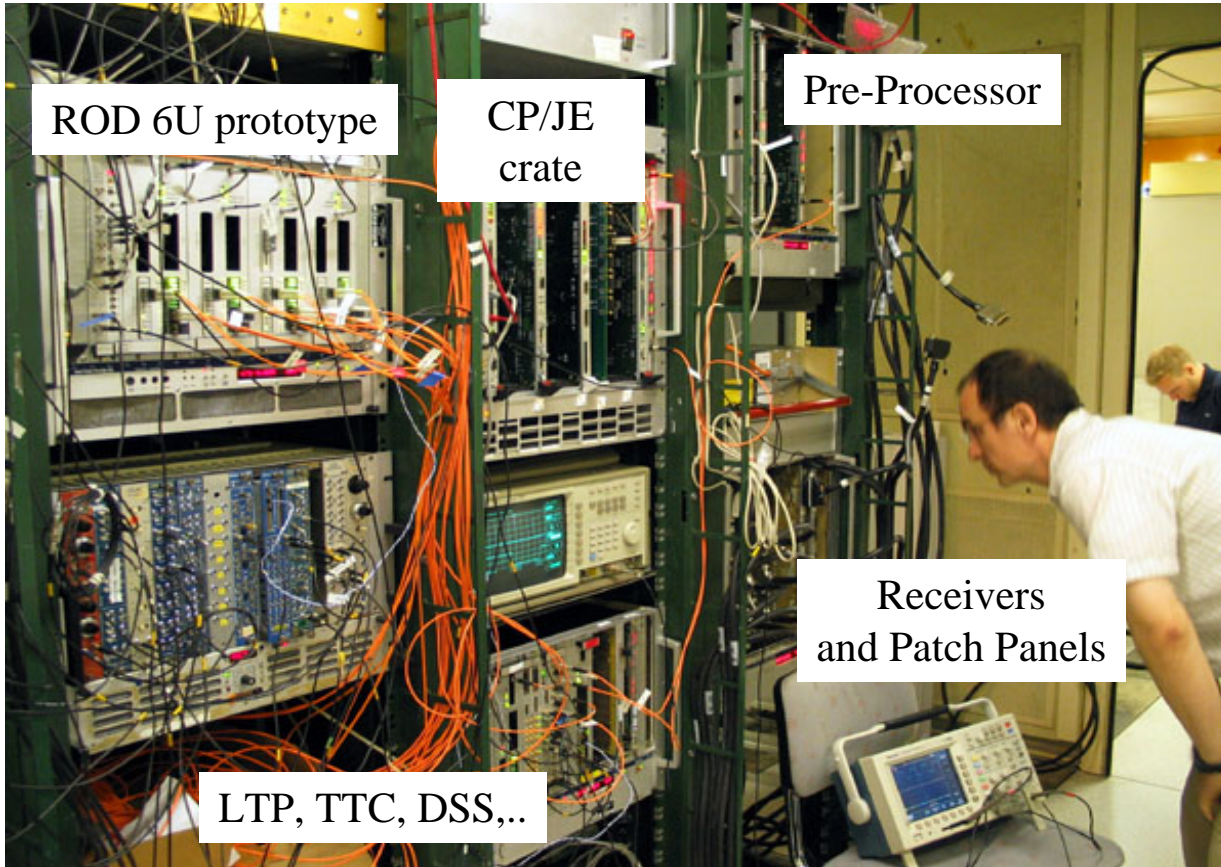 ROD 6U prototype
CP/JE
crate
Pre-Processor
Receivers
and Patch Panels
LTP, TTC, DSS,..